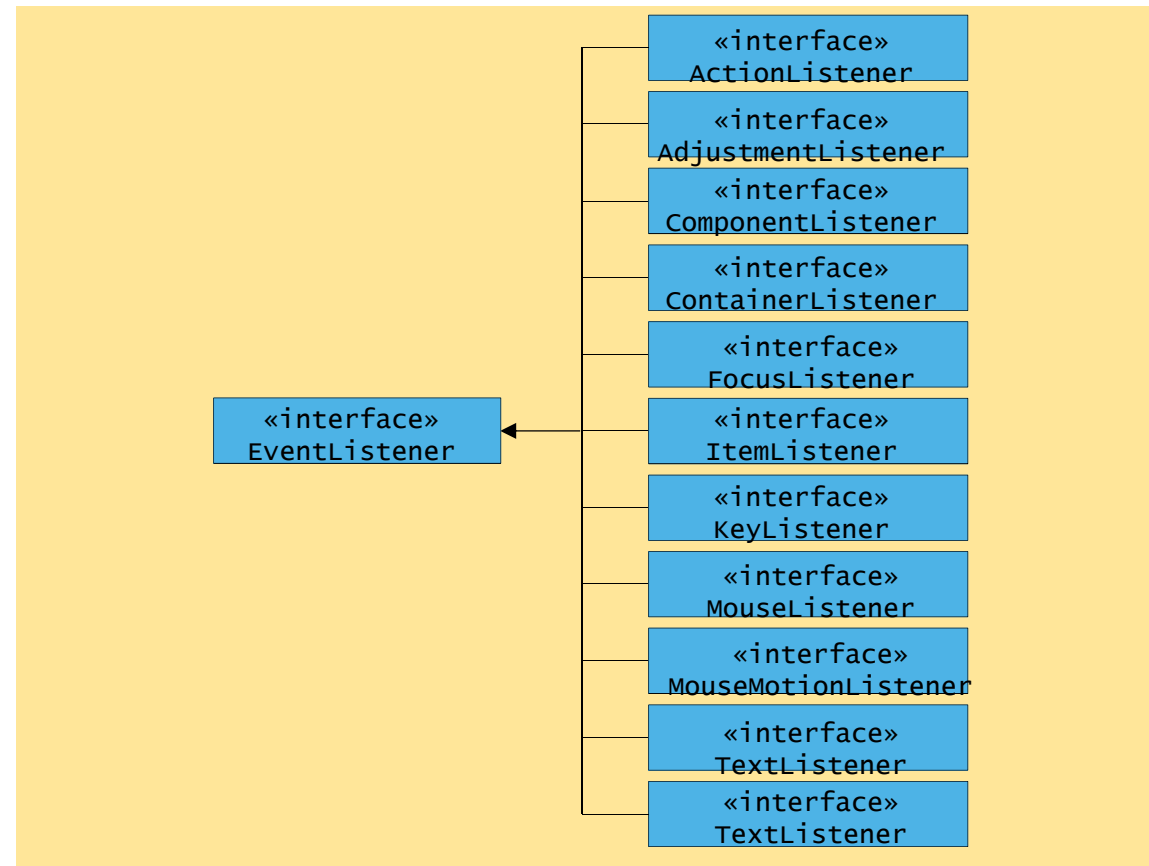 «interface»
ActionListener
«interface»
AdjustmentListener
«interface»
ComponentListener
«interface»
ContainerListener
«interface»
FocusListener
«interface»
EventListener
«interface»
ItemListener
«interface»
KeyListener
«interface»
MouseListener
«interface»
MouseMotionListener
«interface»
TextListener
«interface»
TextListener